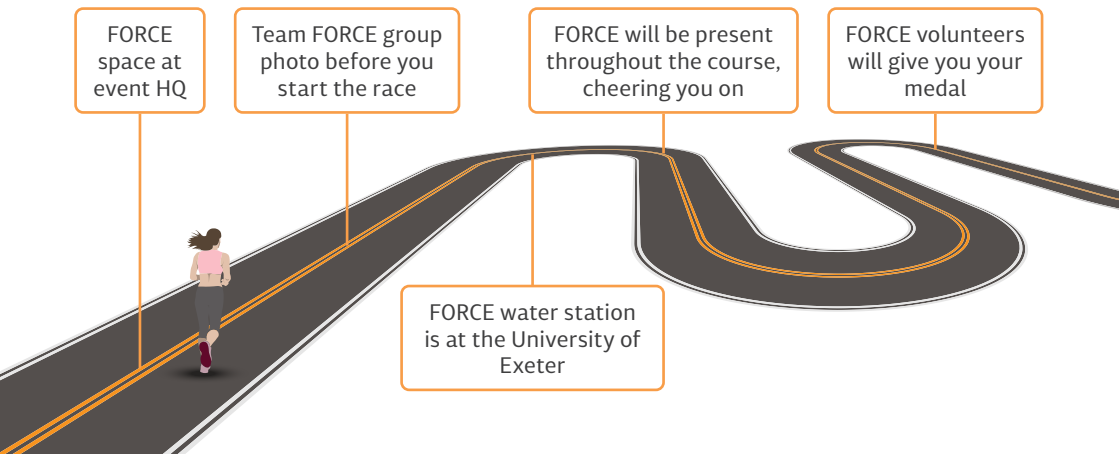 FORCE
space at
event HQ
Team FORCE group
photo before you
start the race
FORCE water station
is at the University of
Exeter
FORCE will be present
throughout the course,
cheering you on
FORCE volunteers
will give you your
medal